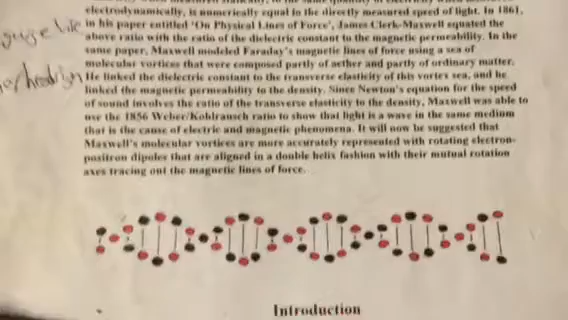 electrodynamically, is numerically equal to the directly measured speed of light. In 1861,
in his paper entitled 'On Physical Lines of Force', James Clerk-Maxwell equated the
above ratio with the ratio of the dielectric constant to the magnetic permeability. In the
same paper, Maxwell modeled Faraday's magnetic lines of force using a sea of
molecular vortices that were composed partly of aether and partly of ordinary matter.
He linked the dielectric constant to the transverse elasticity of this vortex sea, and he
linked the magnetic permeability to the density. Since Newton's equation for the speed
of sound involves the ratio of the transverse elasticity to the density, Maxwell was able to
use the 1856 Weber/Kohlrausch ratio to show that light is a wave in the same medium
that is the cause of electric and magnetic phenomena. It will now be suggested that
Maxwell's molecular vortices are more accurately represented with rotating electron-
positron dipoles that are aligned in a double helix fashion with their mutual rotation
axes tracing out the magnetic lines of force.
Introduction